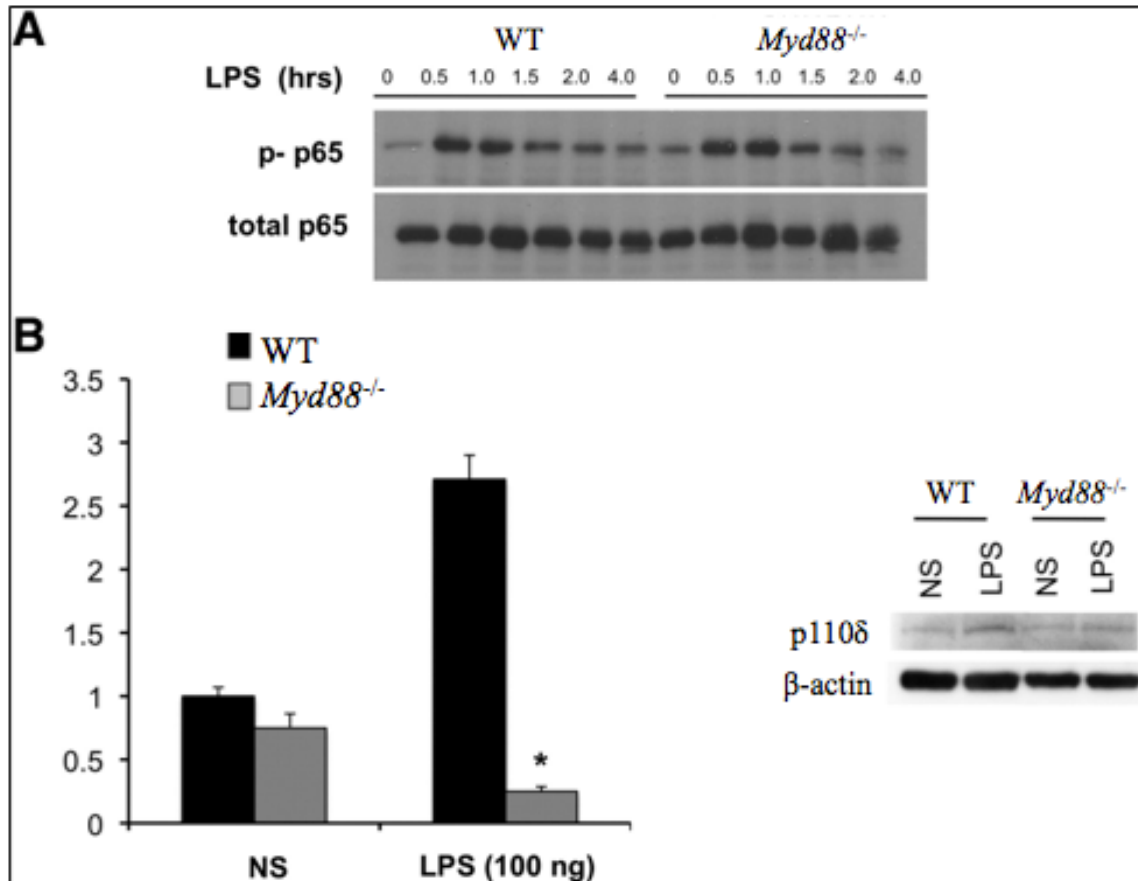 A
WT Myd88-/-
LPS (hrs) 0 0.5 1.0 1.5 2.0 4.0 0 0.5 1.0 1.5 2.0 4.0
p- p65
total p65
B
WT
Myd88-/-
3.5
3
2.5
2
1.5
1
0.5
0
*
NS LPS (100 ng)
WT Myd88-/-
NS LPS NS LPS
p110δ
β-actin